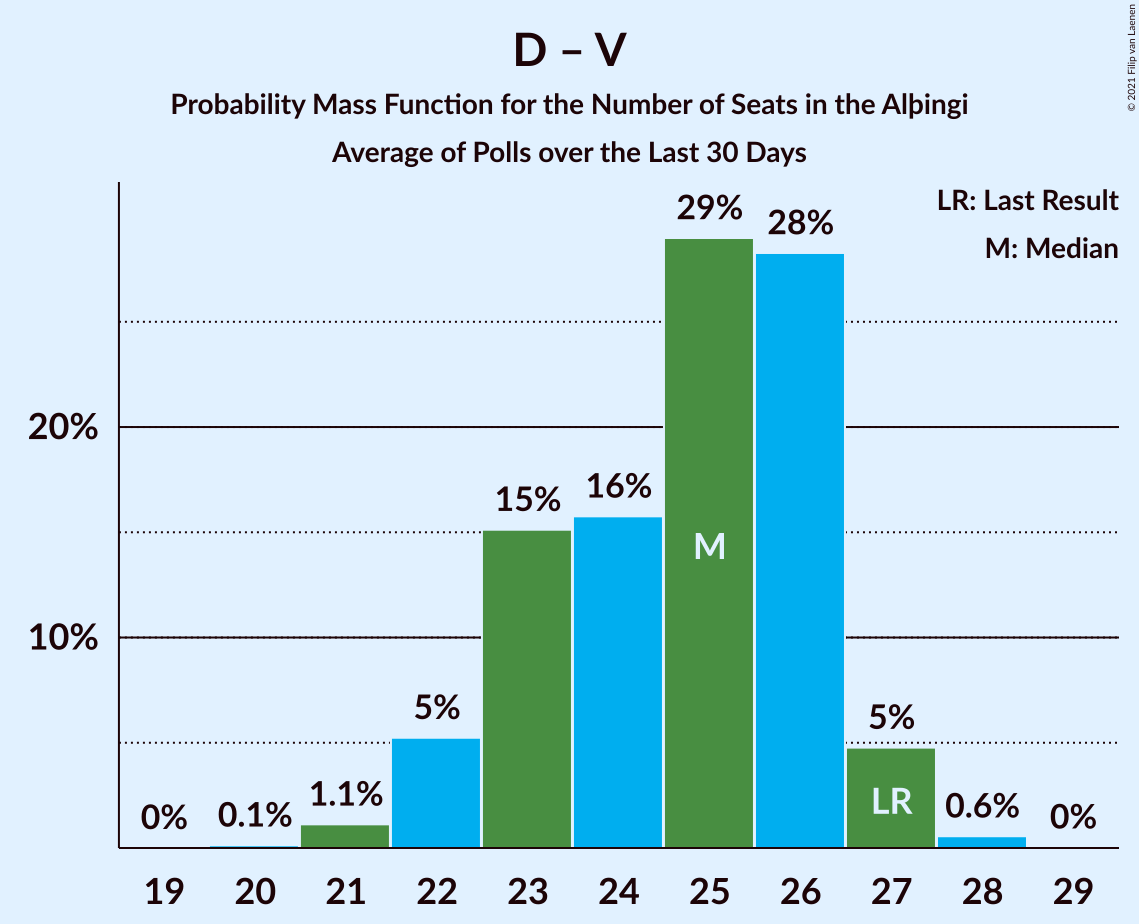 D – V
Probability Mass Function for the Number of Seats in the Alþingi
Average of Polls over the Last 30 Days
© 2021 Filip van Laenen
LR: Last Result
M: Median
20%
10%
0%
0.1%
1.1%
5%
15%
16%
29%
28%
5%
0.6%
0%
M
LR
19 20 21 22 23 24 25 26 27 28 29